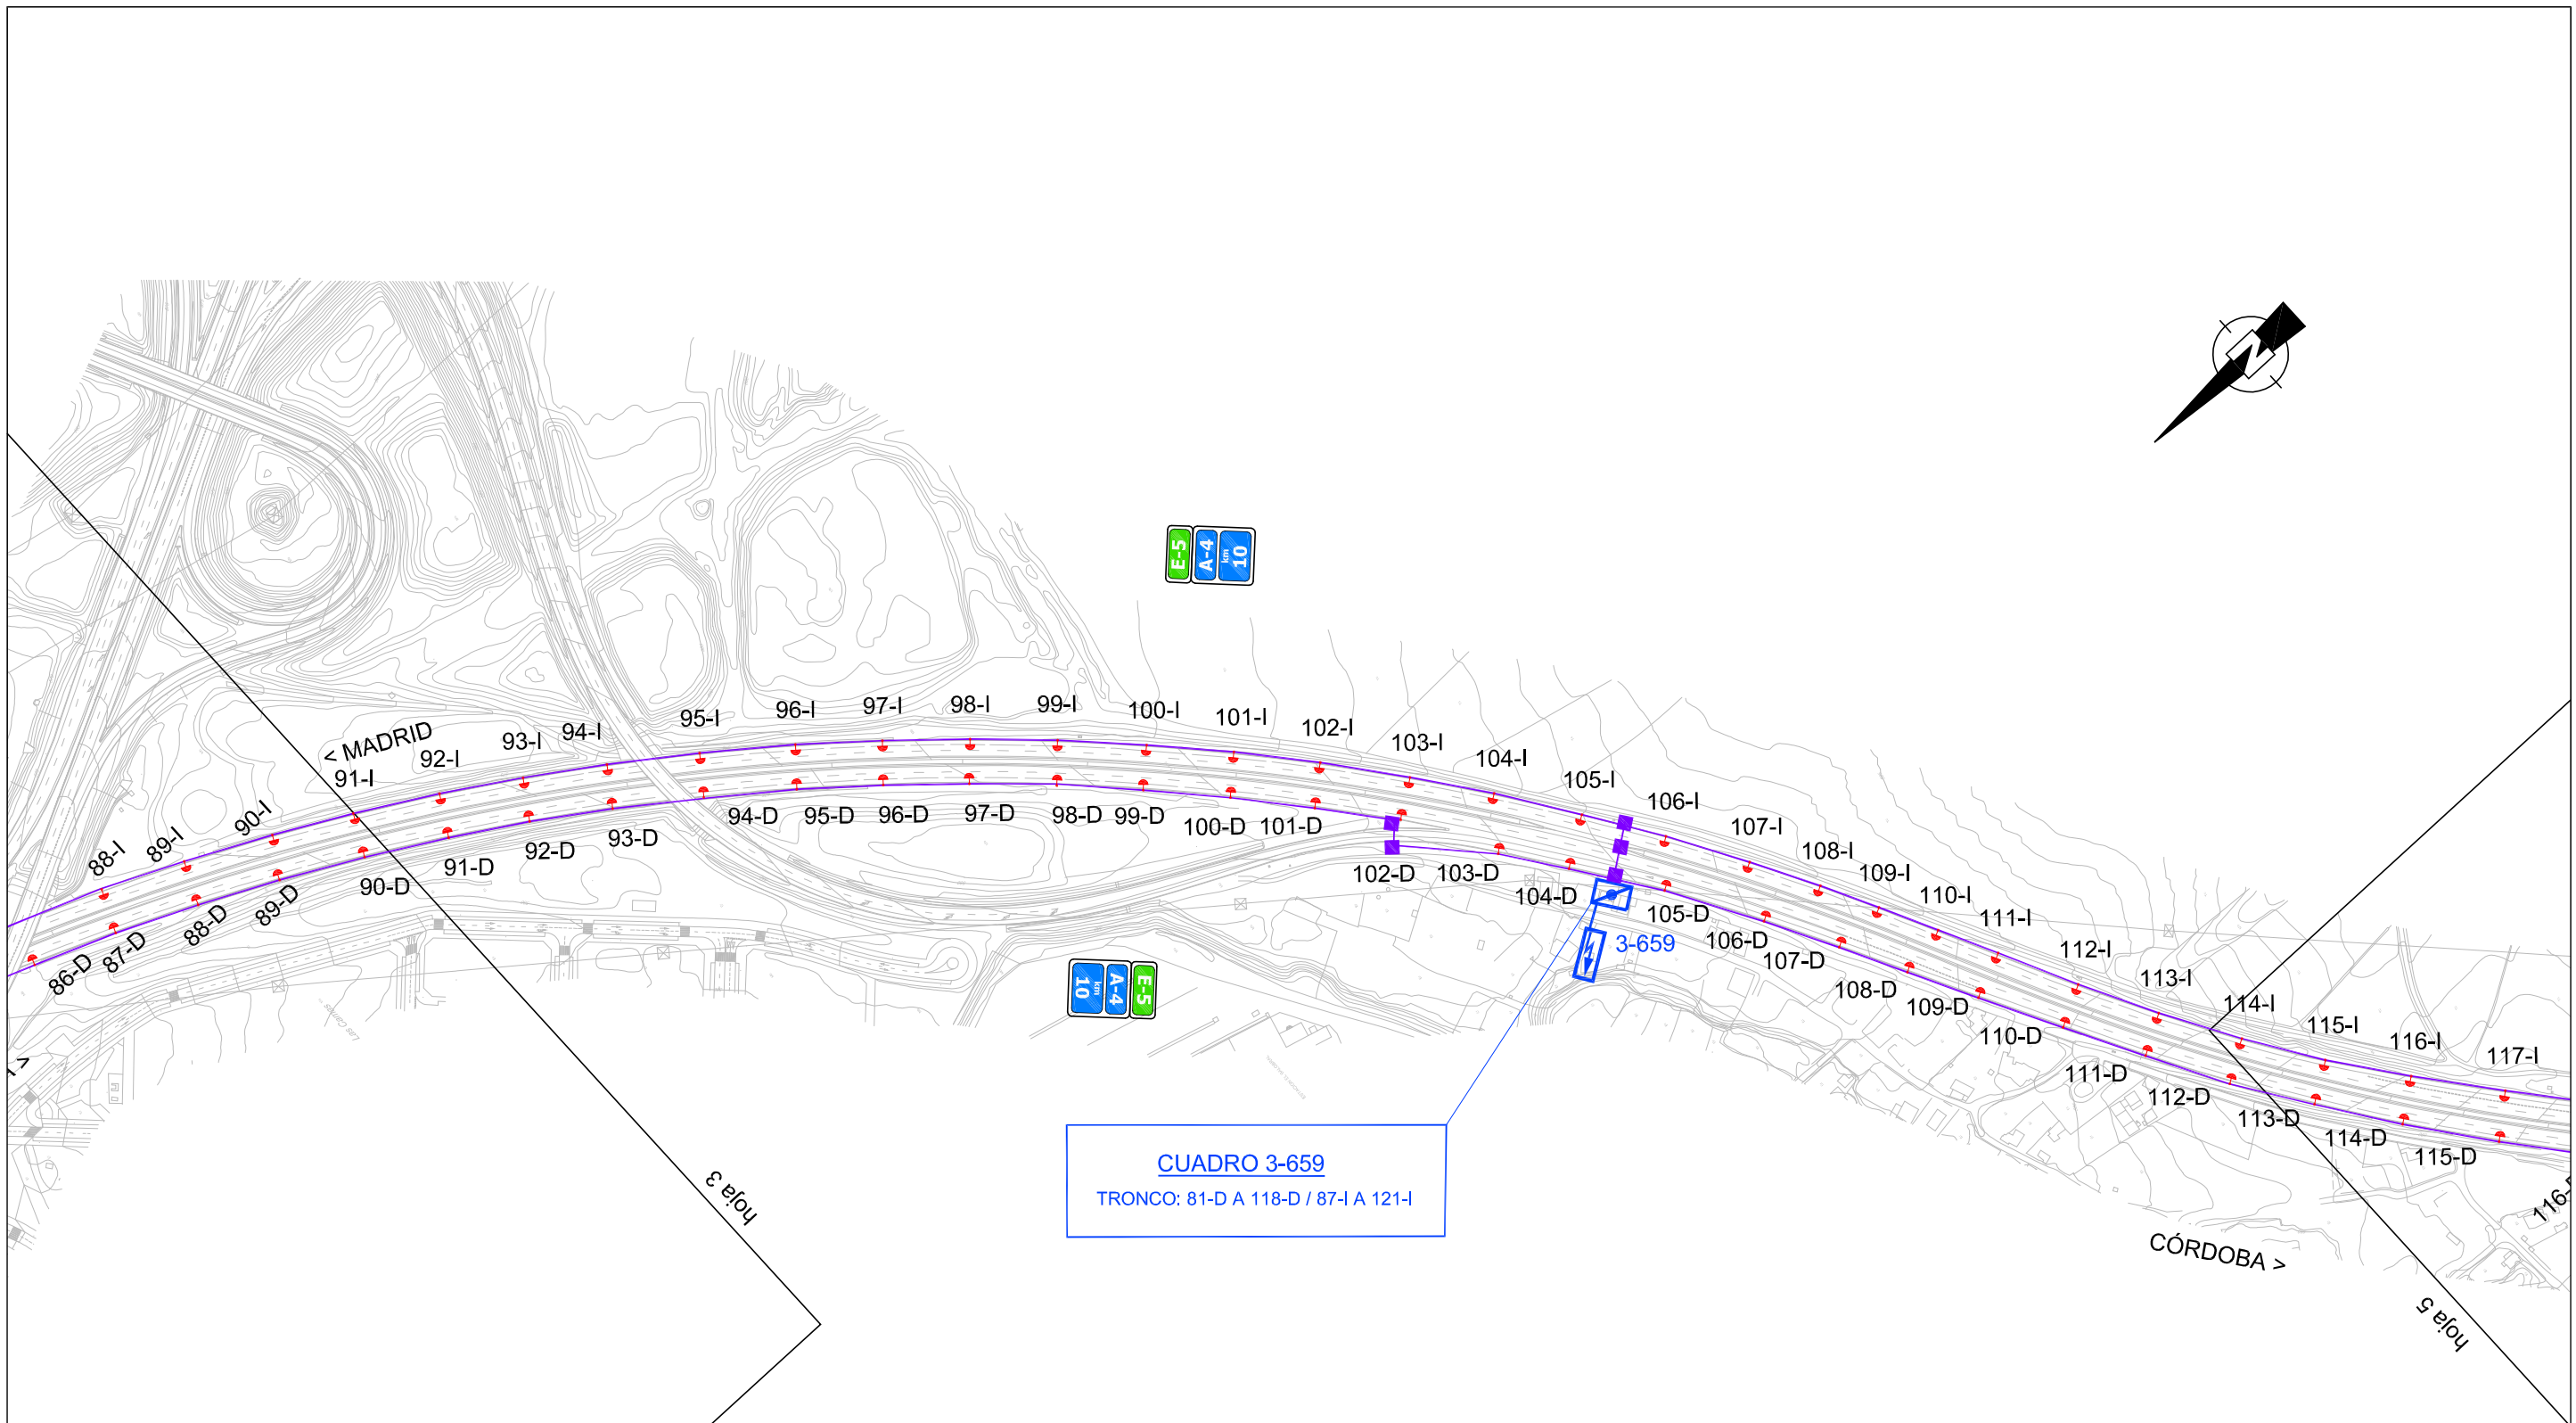 E-5
A-4
km
10
< MADRID
88-I
89-I
90-I
91-I
92-I
93-I
94-I
95-I
96-I
97-I
98-I
99-I
100-I
101-I
102-I
103-I
104-I
105-I
106-I
107-I
108-I
109-I
110-I
111-I
112-I
113-I
114-I
115-I
116-I
117-I
86-D
87-D
88-D
89-D
90-D
91-D
92-D
93-D
94-D
95-D
96-D
97-D
98-D
99-D
100-D
101-D
102-D
103-D
104-D
105-D
106-D
107-D
108-D
109-D
110-D
111-D
112-D
113-D
114-D
115-D
3-659
E-5
A-4
km
10
CUADRO 3-659
TRONCO: 81-D A 118-D / 87-I A 121-I
CÓRDOBA >
hoja 3
hoja 5